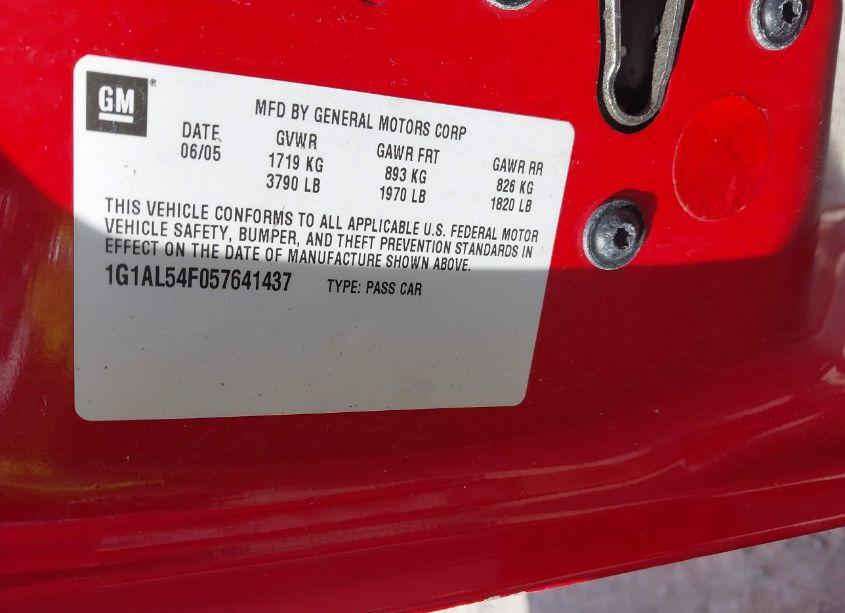 GM®
MFD BY GENERAL MOTORS CORP
DATE GVWR GAWR FRT GAWR RR
06/05 1719 KG 893 KG 826 KG
3790 LB 1970 LB 1820 LB
THIS VEHICLE CONFORMS TO ALL APPLICABLE U.S. FEDERAL MOTOR
VEHICLE SAFETY, BUMPER, AND THEFT PREVENTION STANDARDS IN
EFFECT ON THE DATE OF MANUFACTURE SHOWN ABOVE.
1G1AL54F057641437 TYPE: PASS CAR